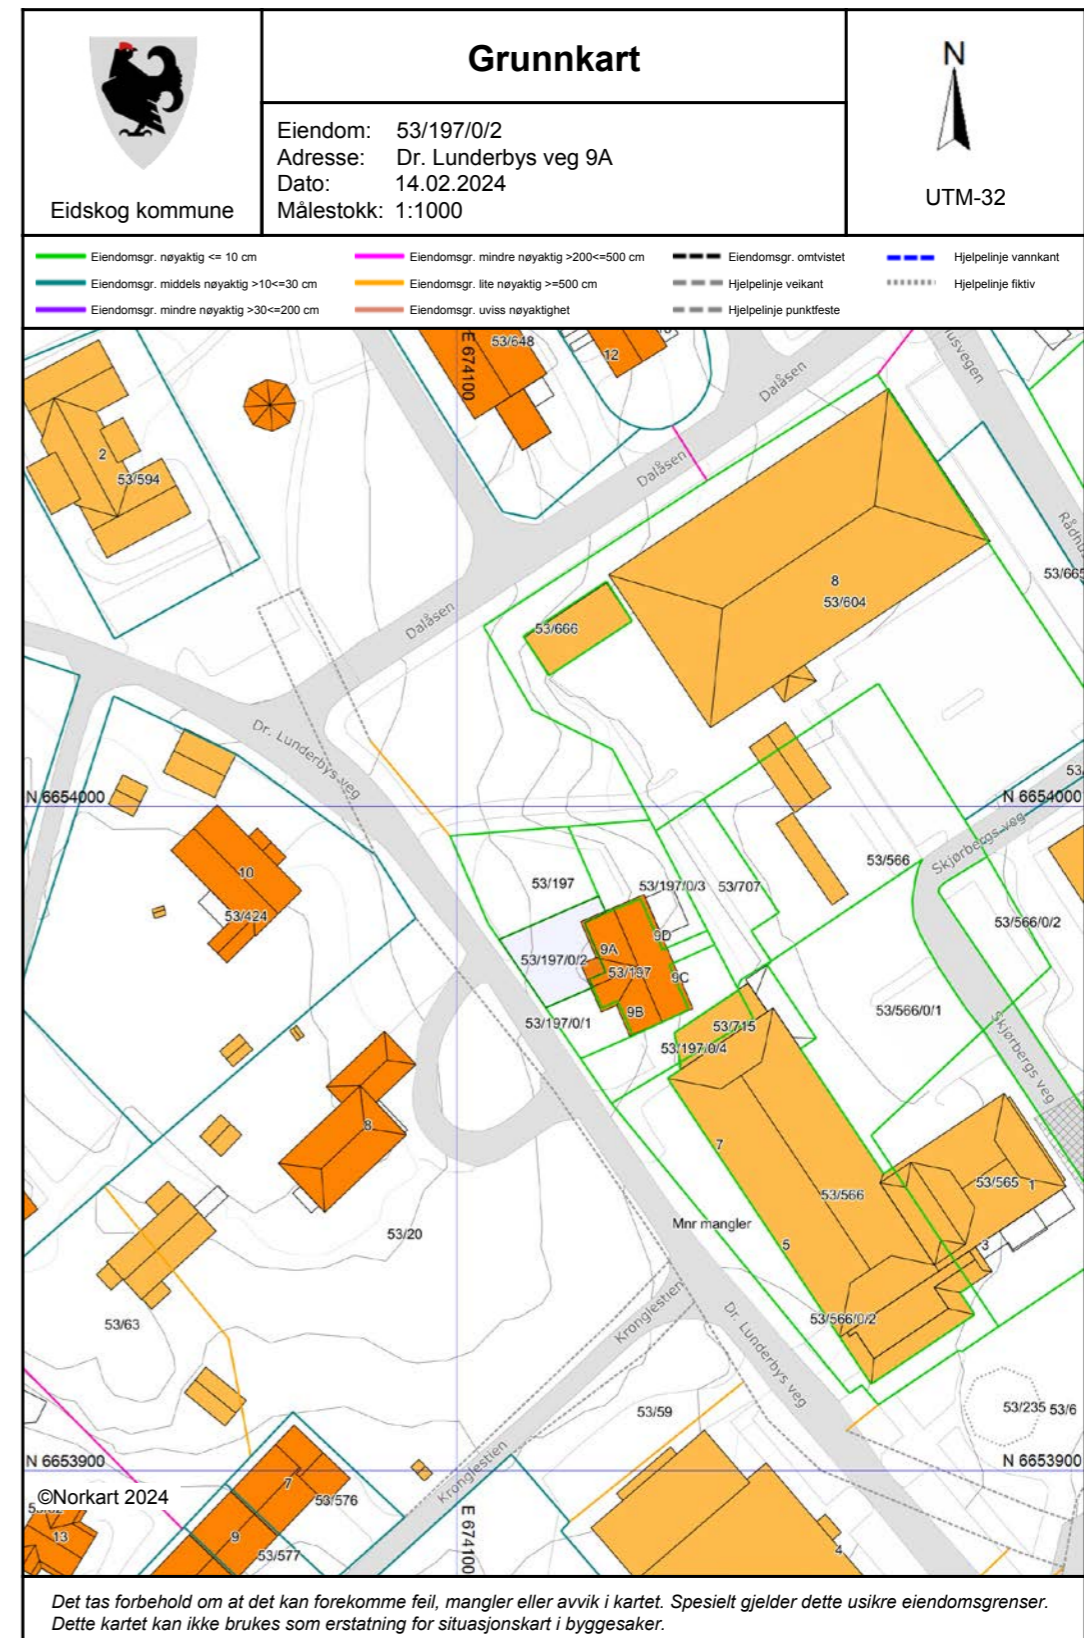 Eidskog kommune
Grunnkart
Eiendom: 53/197/0/2
Adresse: Dr. Lunderbys veg 9A
Dato: 14.02.2024
Målestokk: 1:1000
N
UTM-32
Eiendomsgr. nøyaktig <= 10 cm
Eiendomsgr. middels nøyaktig >10<=30 cm
Eiendomsgr. mindre nøyaktig >30<=200 cm
Eiendomsgr. mindre nøyaktig >200<=500 cm
Eiendomsgr. lite nøyaktig >=500 cm
Eiendomsgr. uviss nøyaktighet
Eiendomsgr. omtvistet
Hjelpelinje veikant
Hjelpelinje punktfeste
Hjelpelinje vannkant
Hjelpelinje fiktiv
E 674100
53/648
12
Dalåsen
usvegen
2
53/594
Dalåsen
Rådhu
8
53/604
53/665
53/666
Dalåsen
Dr. Lunderbys veg
53
N 6654000
N 6654000
Skjørbergs veg
10
53/424
53/197
53/197/0/3
53/707
53/566
53/566/0/2
9A
9D
53/197/0/2
53/197
9C
9B
53/197/0/1
53/566/0/1
53/715
53/197/0/4
Skjørbergs veg
8
7
53/566
53/565
1
53/20
Mnr mangler
5
3
53/63
Kronglestien
Dr. Lunderbys veg
53/566/0/2
53/59
53/235
53/6
N 6653900
N 6653900
Kronglestien
©Norkart 2024
7
53/576
E 674100
13
9
53/577
4
Det tas forbehold om at det kan forekomme feil, mangler eller avvik i kartet. Spesielt gjelder dette usikre eiendomsgrenser.
Dette kartet kan ikke brukes som erstatning for situasjonskart i byggesaker.